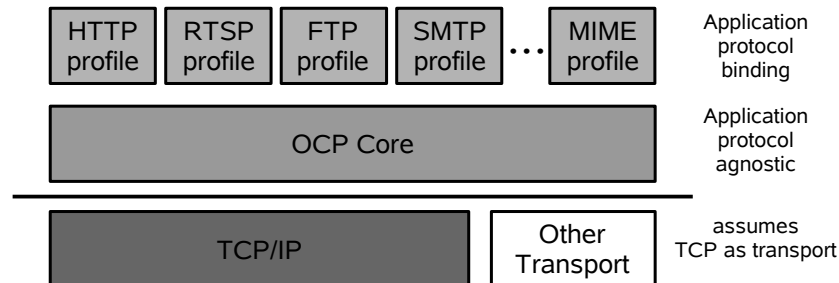 HTTP profile
RTSP profile
FTP profile
SMTP profile
...
MIME profile
Application
protocol
binding
OCP Core
Application
protocol
agnostic
TCP/IP
Other
Transport
assumes
TCP as transport